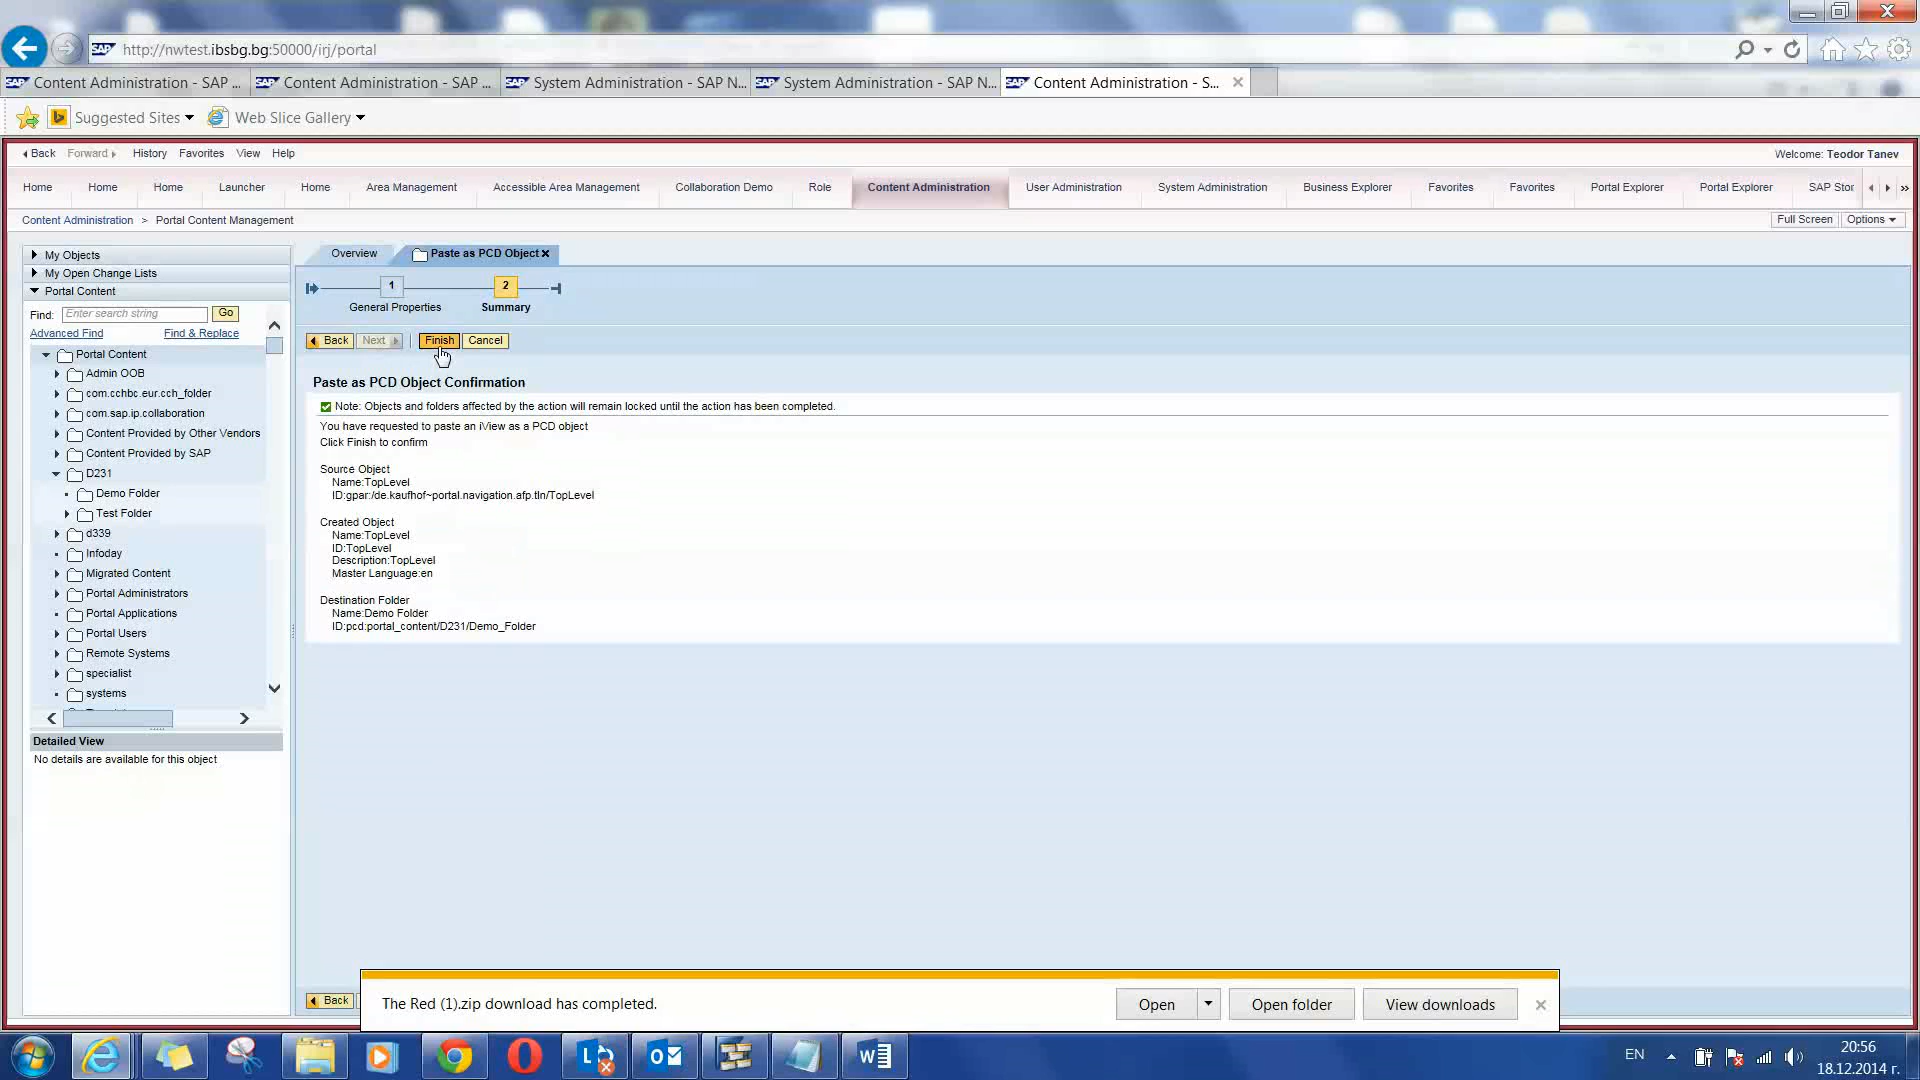 http://nwtest.ibsbg.bg:50000/irj/portal
Content Administration - SAP ...
Content Administration - SAP ...
System Administration - SAP N...
System Administration - SAP N...
Content Administration - S...
Suggested Sites
Web Slice Gallery
Back Forward History Favorites View Help
Welcome: Teodor Tanev
Home Home Home Launcher Home Area Management Accessible Area Management Collaboration Demo Role Content Administration User Administration System Administration Business Explorer Favorites Favorites Portal Explorer Portal Explorer SAP Stor
Content Administration > Portal Content Management
Full Screen Options
My Objects
My Open Change Lists
Portal Content
Find: Enter search string Go
Advanced Find Find & Replace
Portal Content
Admin OOB
com.cchbc.eur.cch_folder
com.sap.ip.collaboration
Content Provided by Other Vendors
Content Provided by SAP
D231
Demo Folder
Test Folder
d339
Infoday
Migrated Content
Portal Administrators
Portal Applications
Portal Users
Remote Systems
specialist
systems
Detailed View
No details are available for this object
Overview Paste as PCD Object
1 2
General Properties Summary
Back Next Finish Cancel
Paste as PCD Object Confirmation
Note: Objects and folders affected by the action will remain locked until the action has been completed.
You have requested to paste an iView as a PCD object
Click Finish to confirm
Source Object
Name:TopLevel
ID:gpar:/de.kaufhof~portal.navigation.afp.tln/TopLevel
Created Object
Name:TopLevel
ID:TopLevel
Description:TopLevel
Master Language:en
Destination Folder
Name:Demo Folder
ID:pcd:portal_content/D231/Demo_Folder
Back
The Red (1).zip download has completed.
Open Open folder View downloads
EN
20:56
18.12.2014 г.